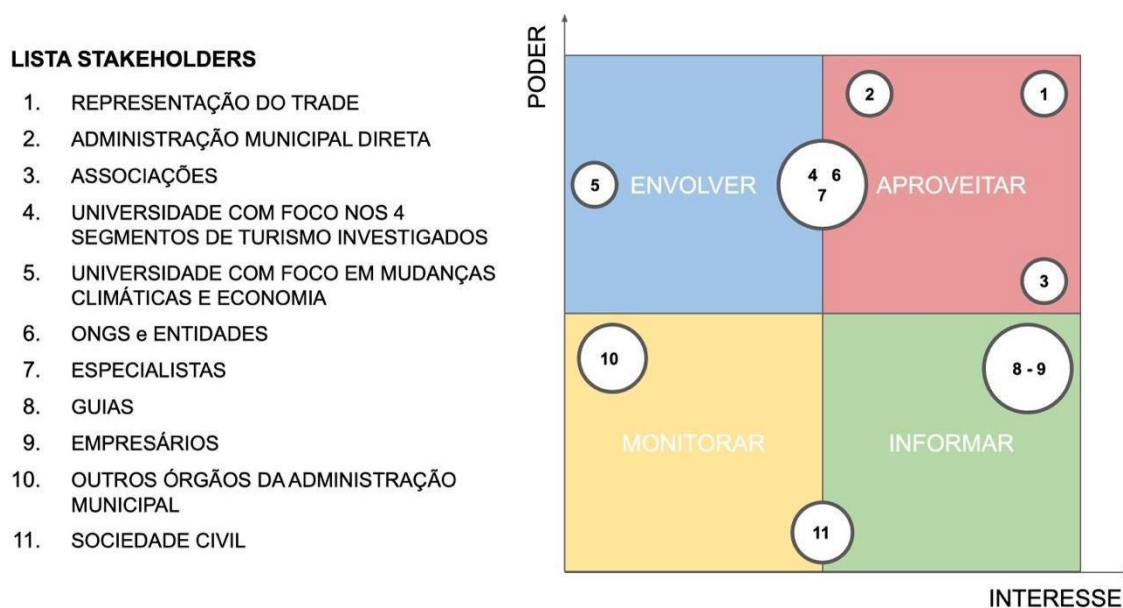 LISTA STAKEHOLDERS
1. REPRESENTAÇÃO DO TRADE
2. ADMINISTRAÇÃO MUNICIPAL DIRETA
3. ASSOCIAÇÕES
4. UNIVERSIDADE COM FOCO NOS 4
SEGMENTOS DE TURISMO INVESTIGADOS
5. UNIVERSIDADE COM FOCO EM MUDANÇAS
CLIMÁTICAS E ECONOMIA
6. ONGS e ENTIDADES
7. ESPECIALISTAS
8. GUIAS
9. EMPRESÁRIOS
10. OUTROS ÓRGÃOS DA ADMINISTRAÇÃO
MUNICIPAL
11. SOCIEDADE CIVIL
PODER
2
1
4 6
7
5
ENVOLVER
APROVEITAR
3
10
8 - 9
MONITORAR
INFORMAR
11
INTERESSE